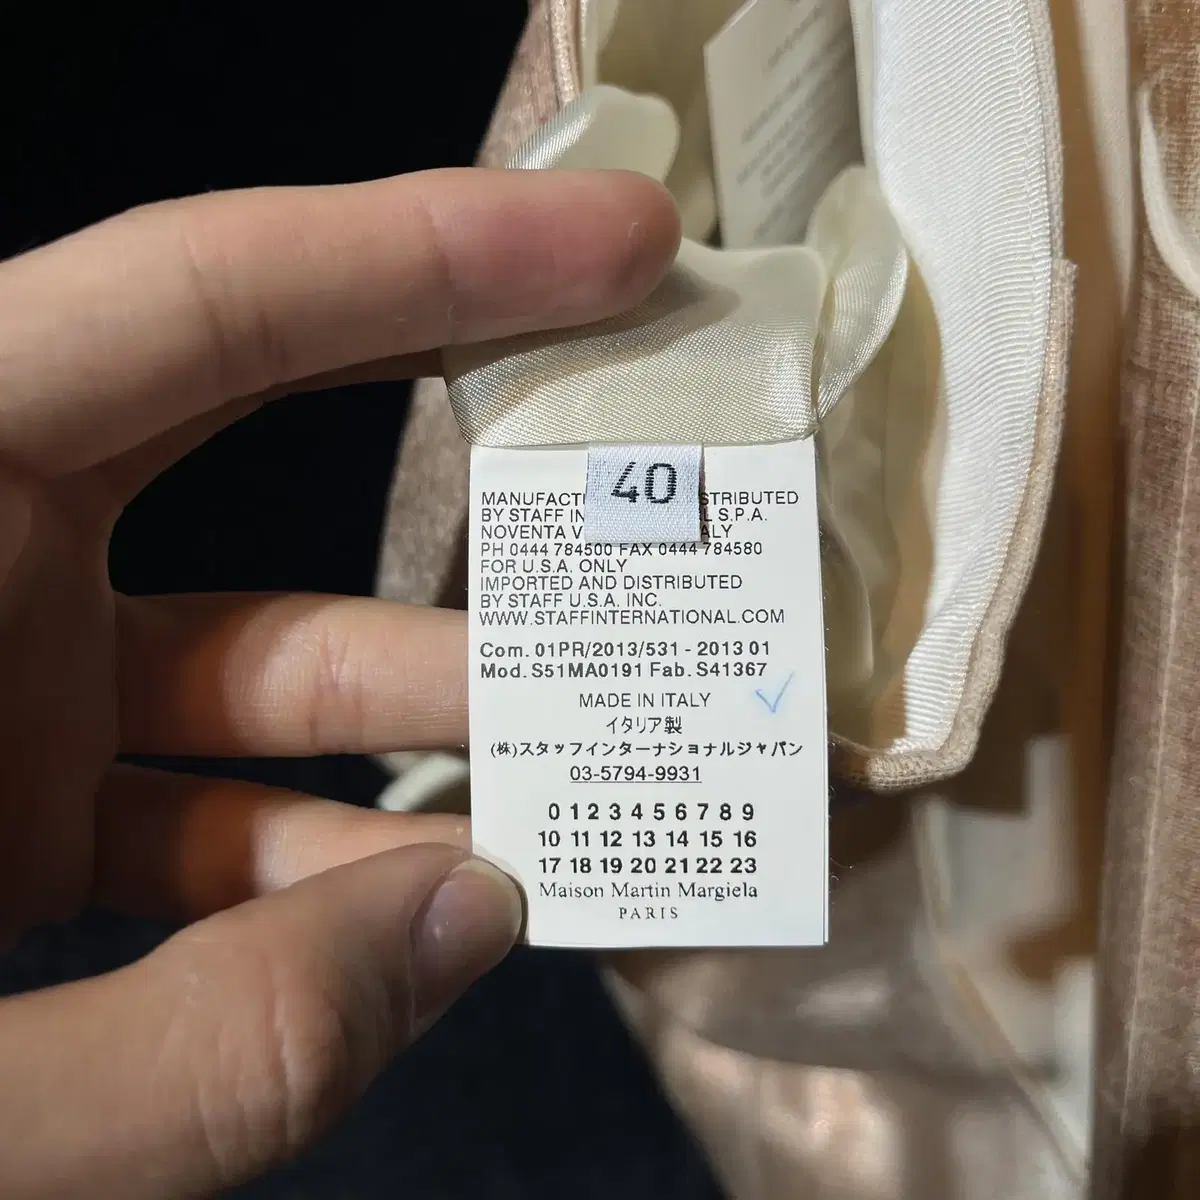 40
MANUFACTU STRIBUTED
BY STAFF IN L S.P.A.
NOVENTA V ALY
PH 0444 784500 FAX 0444 784580
FOR U.S.A. ONLY
IMPORTED AND DISTRIBUTED
BY STAFF U.S.A. INC.
WWW.STAFFINTERNATIONAL.COM
Com. 01PR/2013/531 - 2013 01
Mod. S51MA0191 Fab. S41367
MADE IN ITALY
イタリア製
(株)スタッフインターナショナルジャパン
03-5794-9931
0 1 2 3 4 5 6 7 8 9
10 11 12 13 14 15 16
17 18 19 20 21 22 23
Maison Martin Margiela
PARIS